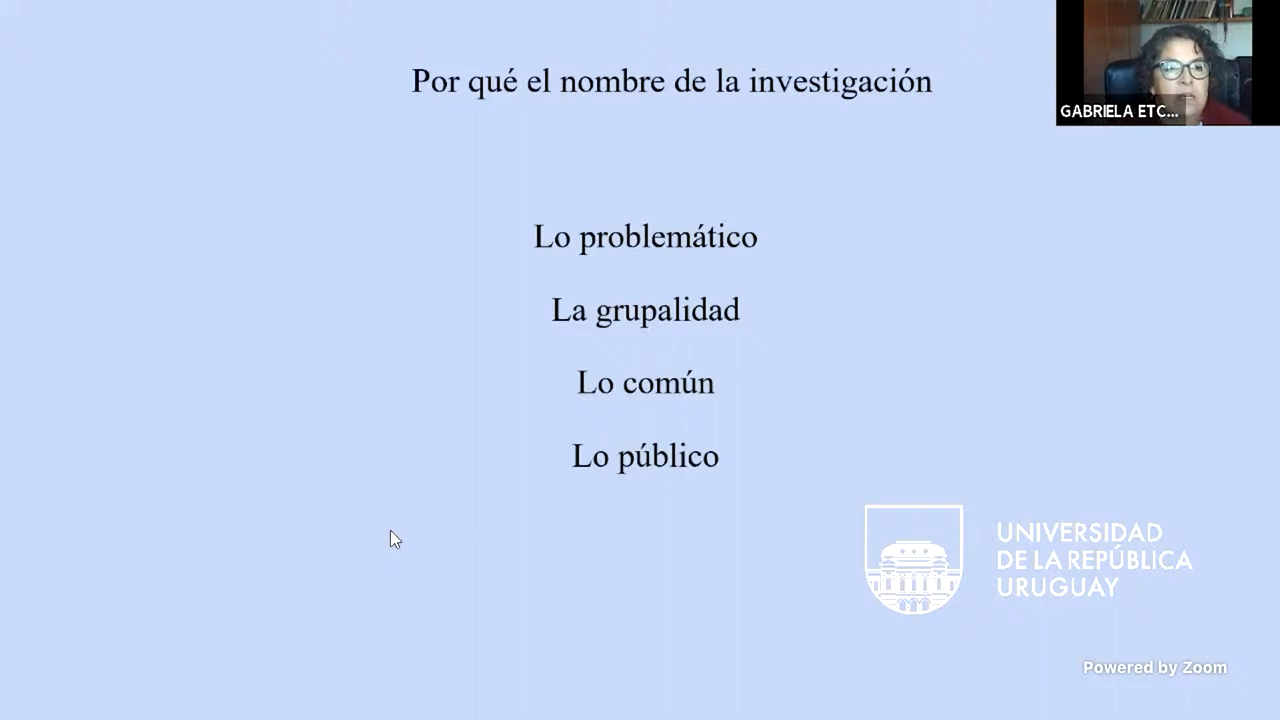 Por qué el nombre de la investigación
GABRIELA ETC...
Lo problemático
La grupalidad
Lo común
Lo público
UNIVERSIDAD
DE LA REPÚBLICA
URUGUAY
Powered by Zoom